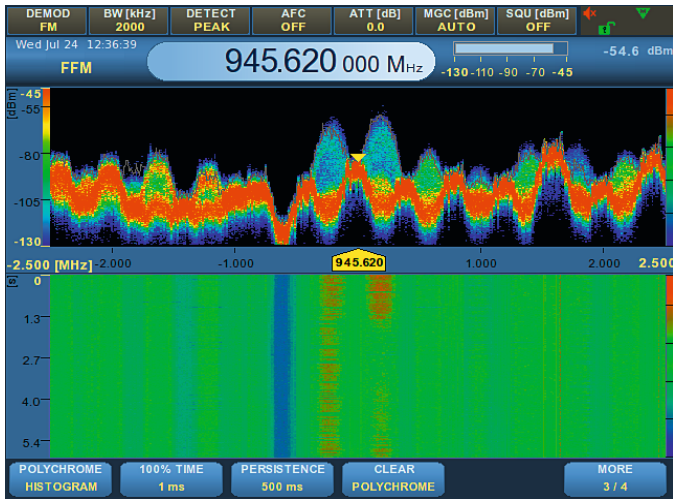 DEMOD BW [kHz] DETECT AFC ATT [dB] MGC [dBm] SQU [dBm]
FM 2000 PEAK OFF 0.0 AUTO OFF
Wed Jul 24 12:36:39
FFM
945.620 000 MHz
-54.6 dBm
-130 -110 -90 -70 -45
[dBm]
-45
-55
-80
-105
-130
-2.500 [MHz] -2.000 -1.000 945.620 1.000 2.000 2.500
[s]
0
1.3
2.7
4.0
5.4
POLYCHROME 100% TIME PERSISTENCE CLEAR MORE
HISTOGRAM 1 ms 500 ms POLYCHROME 3 / 4